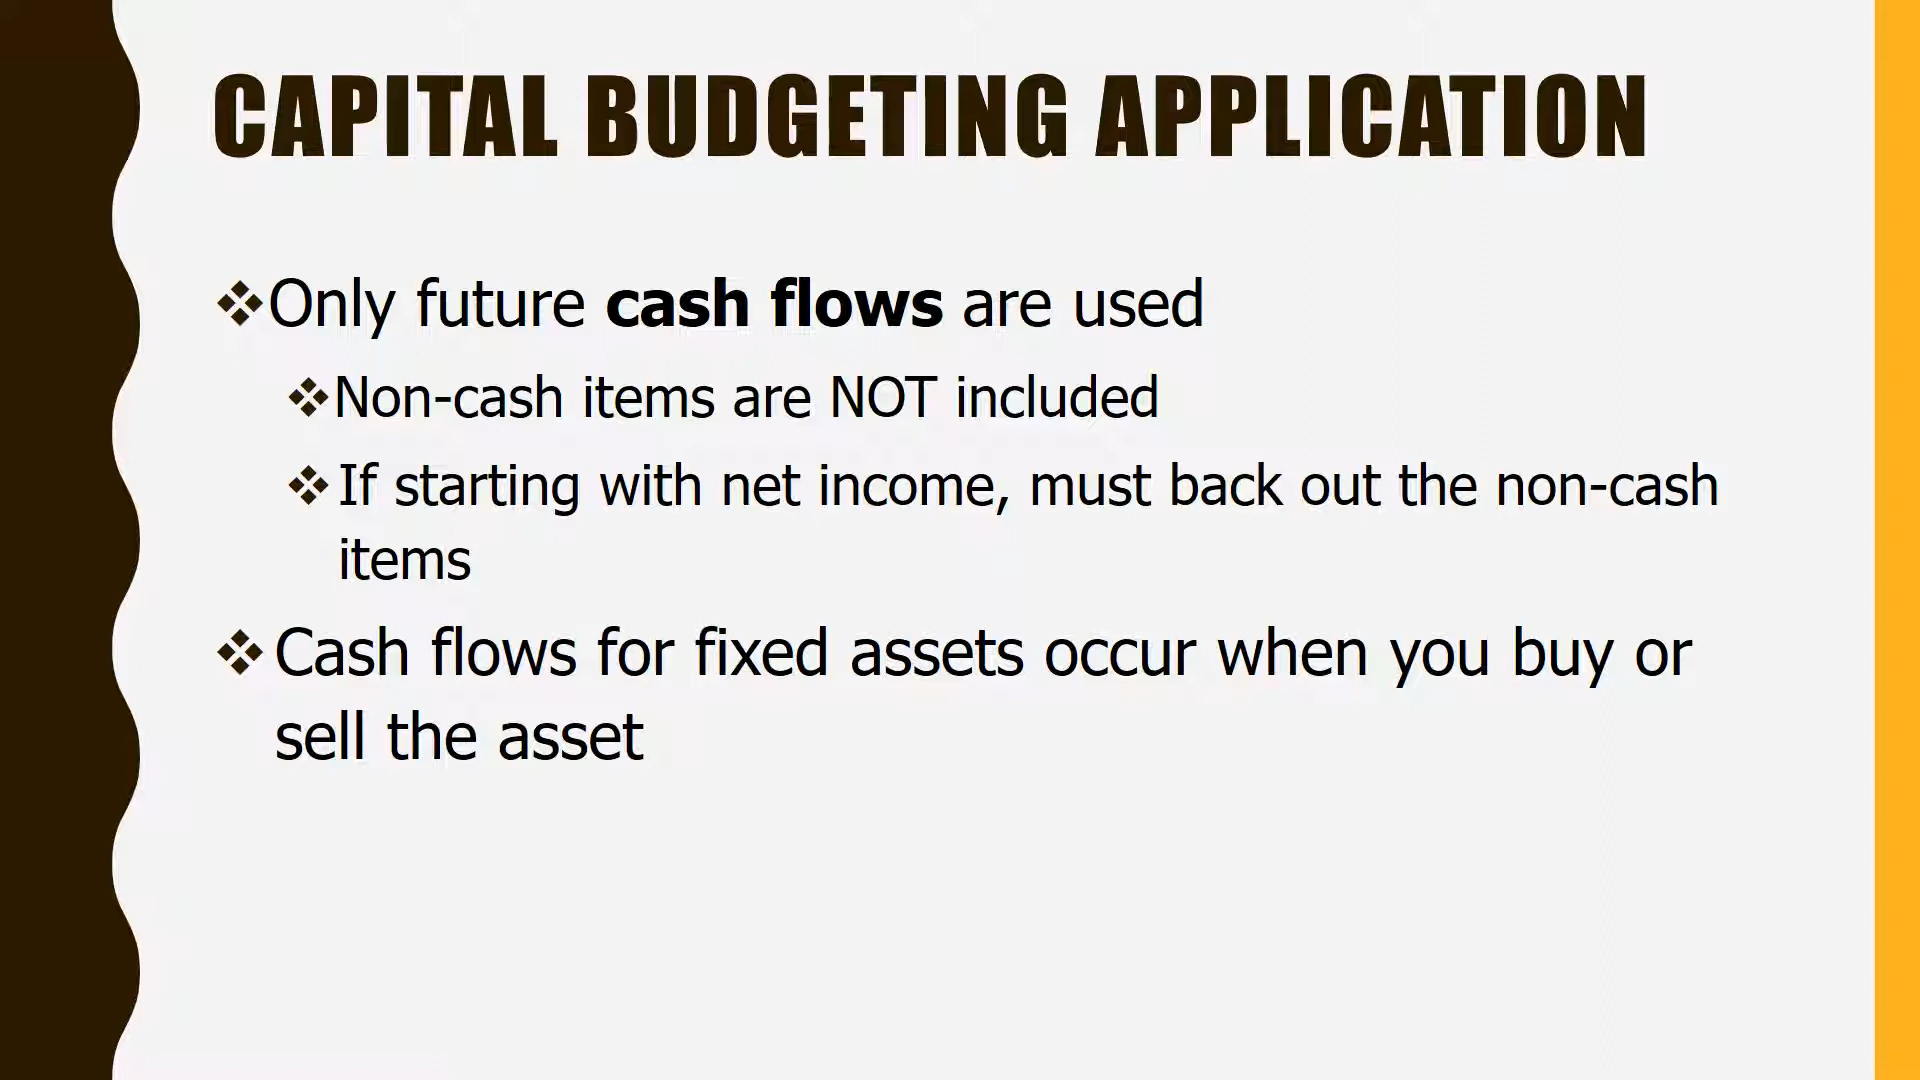 CAPITAL BUDGETING APPLICATION
❖Only future cash flows are used
❖Non-cash items are NOT included
❖If starting with net income, must back out the non-cash
items
❖Cash flows for fixed assets occur when you buy or
sell the asset